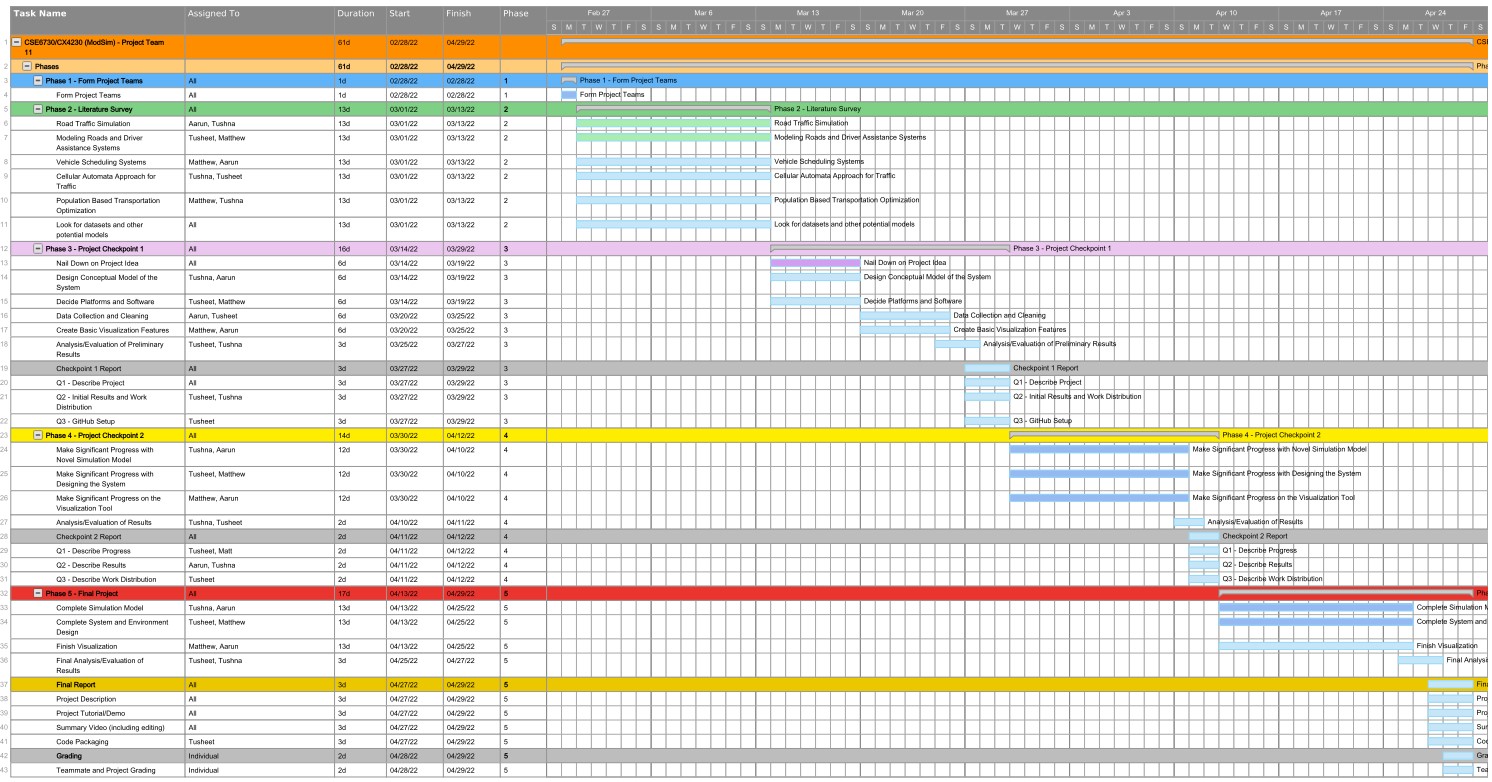 Task Name Assigned To Duration Start Finish Phase Feb 27 Mar 6 Mar 13 Mar 20 Mar 27 Apr 3 Apr 10 Apr 17 Apr 24
S M T W T F S S M T W T F S S M T W T F S S M T W T F S S M T W T F S S M T W T F S S M T W T F S S M T W T F S S M T W T F S
1 CSE6730/CX4230 (ModSim) - Project Team 61d 02/28/22 04/29/22 CSE
11
2 Phases 61d 02/28/22 04/29/22 Pha
3 Phase 1 - Form Project Teams All 1d 02/28/22 02/28/22 1 Phase 1 - Form Project Teams
4 Form Project Teams All 1d 02/28/22 02/28/22 1 Form Project Teams
5 Phase 2 - Literature Survey All 13d 03/01/22 03/13/22 2 Phase 2 - Literature Survey
6 Road Traffic Simulation Aarun, Tushna 13d 03/01/22 03/13/22 2 Road Traffic Simulation
7 Modeling Roads and Driver Tusheet, Matthew 13d 03/01/22 03/13/22 2 Modeling Roads and Driver Assistance Systems
Assistance Systems
8 Vehicle Scheduling Systems Matthew, Aarun 13d 03/01/22 03/13/22 2 Vehicle Scheduling Systems
9 Cellular Automata Approach for Tushna, Tusheet 13d 03/01/22 03/13/22 2 Cellular Automata Approach for Traffic
Traffic
10 Population Based Transportation Matthew, Tushna 13d 03/01/22 03/13/22 2 Population Based Transportation Optimization
Optimization
11 Look for datasets and other All 13d 03/01/22 03/13/22 2 Look for datasets and other potential models
potential models
12 Phase 3 - Project Checkpoint 1 All 16d 03/14/22 03/29/22 3 Phase 3 - Project Checkpoint 1
13 Nail Down on Project Idea All 6d 03/14/22 03/19/22 3 Nail Down on Project Idea
14 Design Conceptual Model of the Tushna, Aarun 6d 03/14/22 03/19/22 3 Design Conceptual Model of the System
System
15 Decide Platforms and Software Tusheet, Matthew 6d 03/14/22 03/19/22 3 Decide Platforms and Software
16 Data Collection and Cleaning Aarun, Tusheet 6d 03/20/22 03/25/22 3 Data Collection and Cleaning
17 Create Basic Visualization Features Matthew, Aarun 6d 03/20/22 03/25/22 3 Create Basic Visualization Features
18 Analysis/Evaluation of Preliminary Tusheet, Tushna 3d 03/25/22 03/27/22 3 Analysis/Evaluation of Preliminary Results
Results
19 Checkpoint 1 Report All 3d 03/27/22 03/29/22 3 Checkpoint 1 Report
20 Q1 - Describe Project All 3d 03/27/22 03/29/22 3 Q1 - Describe Project
21 Q2 - Initial Results and Work Tusheet, Tushna 3d 03/27/22 03/29/22 3 Q2 - Initial Results and Work Distribution
Distribution
22 Q3 - GitHub Setup Tusheet 3d 03/27/22 03/29/22 3 Q3 - GitHub Setup
23 Phase 4 - Project Checkpoint 2 All 14d 03/30/22 04/12/22 4 Phase 4 - Project Checkpoint 2
24 Make Significant Progress with Tushna, Aarun 12d 03/30/22 04/10/22 4 Make Significant Progress with Novel Simulation Model
Novel Simulation Model
25 Make Significant Progress with Tusheet, Matthew 12d 03/30/22 04/10/22 4 Make Significant Progress with Designing the System
Designing the System
26 Make Significant Progress on the Matthew, Aarun 12d 03/30/22 04/10/22 4 Make Significant Progress on the Visualization Tool
Visualization Tool
27 Analysis/Evaluation of Results Tushna, Tusheet 2d 04/10/22 04/11/22 4 Analysis/Evaluation of Results
28 Checkpoint 2 Report All 2d 04/11/22 04/12/22 4 Checkpoint 2 Report
29 Q1 - Describe Progress Tusheet, Matt 2d 04/11/22 04/12/22 4 Q1 - Describe Progress
30 Q2 - Describe Results Aarun, Tushna 2d 04/11/22 04/12/22 4 Q2 - Describe Results
31 Q3 - Describe Work Distribution Tusheet 2d 04/11/22 04/12/22 4 Q3 - Describe Work Distribution
32 Phase 5 - Final Project All 17d 04/13/22 04/29/22 5 Pha
33 Complete Simulation Model Tushna, Aarun 13d 04/13/22 04/25/22 5 Complete Simulation M
34 Complete System and Environment Tusheet, Matthew 13d 04/13/22 04/25/22 5 Complete System and
Design
35 Finish Visualization Matthew, Aarun 13d 04/13/22 04/25/22 5 Finish Visualization
36 Final Analysis/Evaluation of Tusheet, Tushna 3d 04/25/22 04/27/22 5 Final Analysis
Results
37 Final Report All 3d 04/27/22 04/29/22 5 Fina
38 Project Description All 3d 04/27/22 04/29/22 5 Pro
39 Project Tutorial/Demo All 3d 04/27/22 04/29/22 5 Pro
40 Summary Video (including editing) All 3d 04/27/22 04/29/22 5 Sur
41 Code Packaging Tusheet 3d 04/27/22 04/29/22 5 Coc
42 Grading Individual 2d 04/28/22 04/29/22 5 Gra
43 Teammate and Project Grading Individual 2d 04/28/22 04/29/22 5 Tea